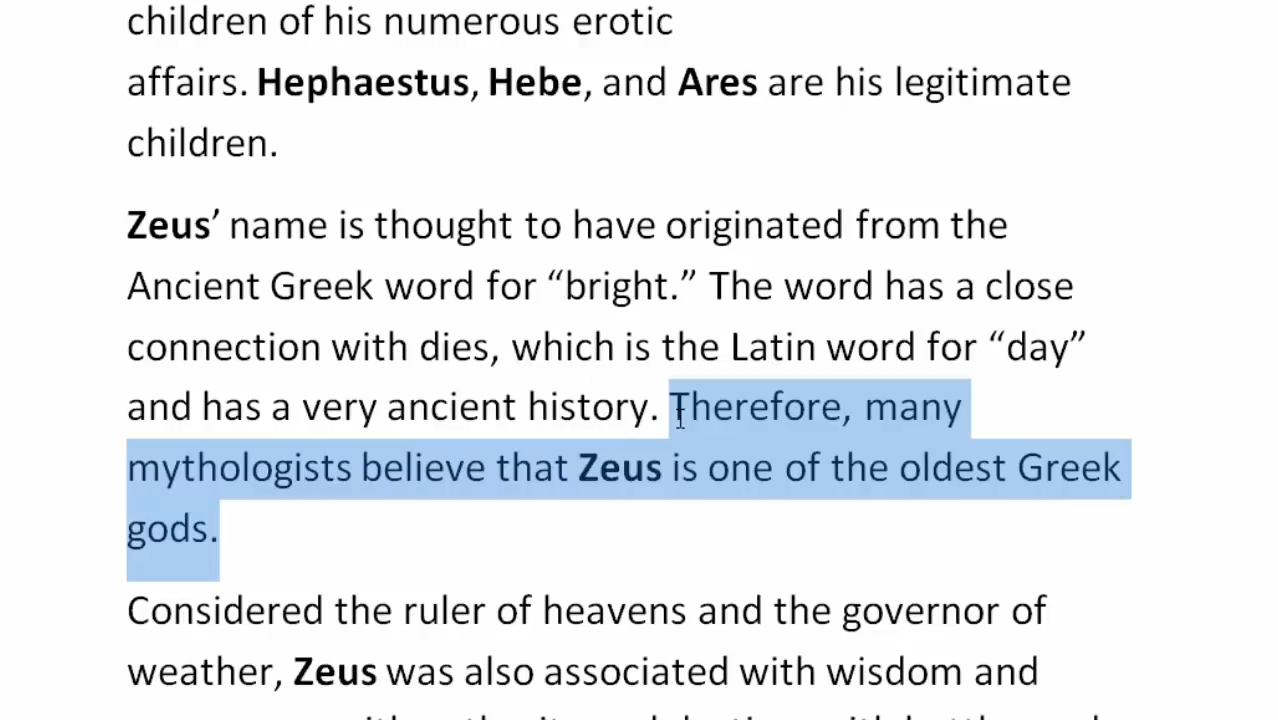 children of his numerous erotic
affairs. Hephaestus, Hebe, and Ares are his legitimate
children.
Zeus’ name is thought to have originated from the
Ancient Greek word for “bright.” The word has a close
connection with dies, which is the Latin word for “day”
and has a very ancient history. Therefore, many
mythologists believe that Zeus is one of the oldest Greek
gods.
Considered the ruler of heavens and the governor of
weather, Zeus was also associated with wisdom and